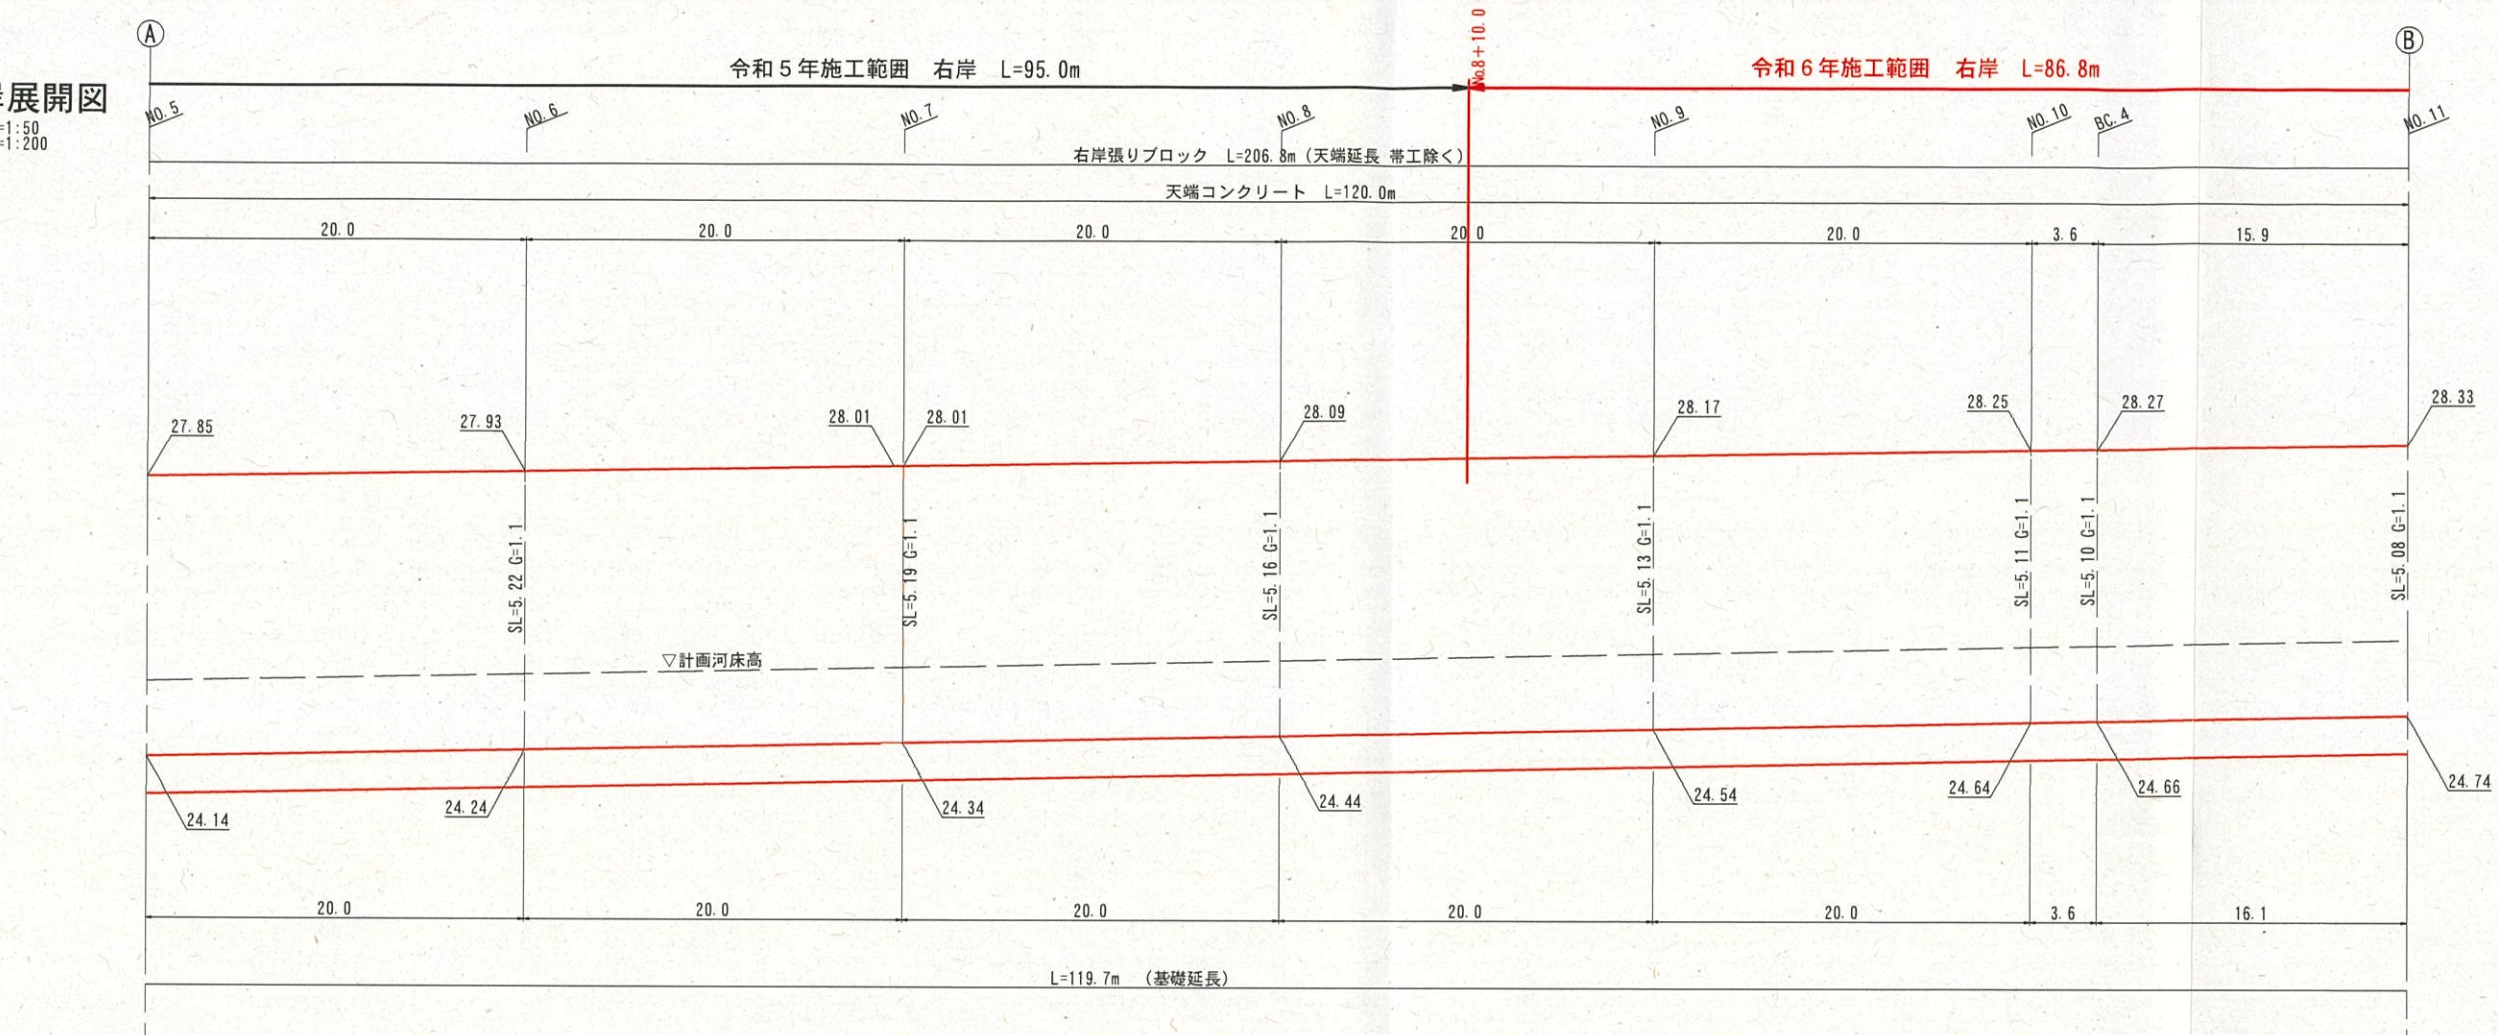 Ⓐ
Ⓑ
令和5年施工範囲 右岸 L=95.0m
No.8+10.0
令和6年施工範囲 右岸 L=86.8m
展開図
=1:50
=1:200
NO.5
NO.6
NO.7
NO.8
NO.9
NO.10
BC.4
NO.11
右岸張りブロック L=206.8m(天端延長 帯工除く)
天端コンクリート L=120.0m
20.0
20.0
20.0
20.0
20.0
3.6
15.9
27.85
27.93
28.01
28.01
28.09
28.17
28.25
28.27
28.33
SL=5.22 G=1.1
SL=5.19 G=1.1
SL=5.16 G=1.1
SL=5.13 G=1.1
SL=5.11 G=1.1
SL=5.10 G=1.1
SL=5.08 G=1.1
▽計画河床高
24.14
24.24
24.34
24.44
24.54
24.64
24.66
24.74
20.0
20.0
20.0
20.0
20.0
3.6
16.1
L=119.7m (基礎延長)